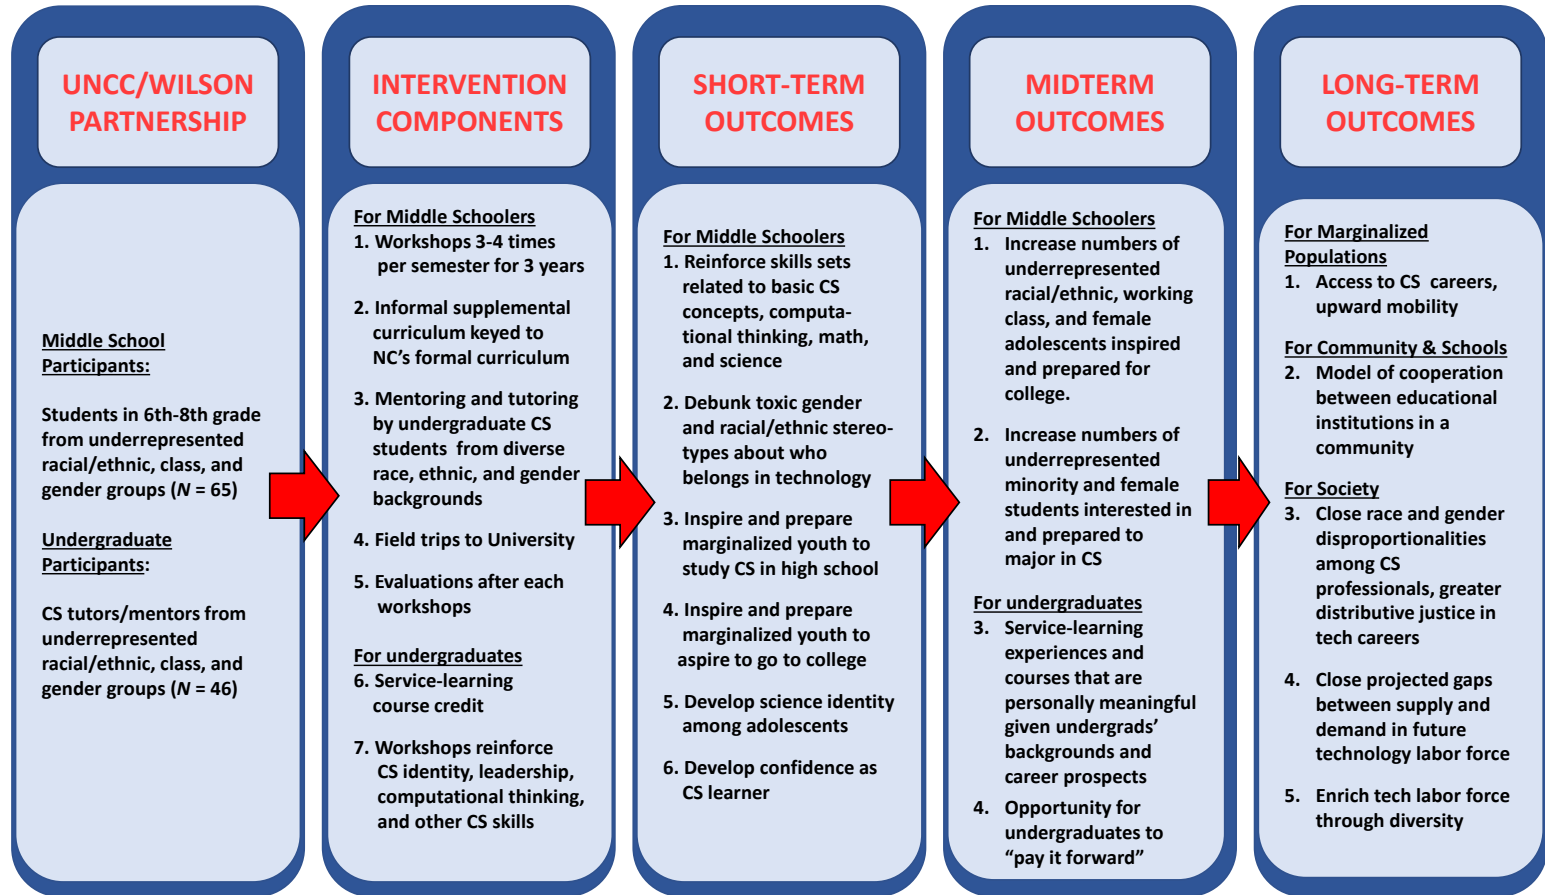 UNCC/WILSON
PARTNERSHIP
Middle School
Participants:
Students in 6th-8th grade
from underrepresented
racial/ethnic, class, and
gender groups (N = 65)
Undergraduate
Participants:
CS tutors/mentors from
underrepresented
racial/ethnic, class, and
gender groups (N = 46)
INTERVENTION
COMPONENTS
For Middle Schoolers
1. Workshops 3-4 times
per semester for 3 years
2. Informal supplemental
curriculum keyed to
NC's formal curriculum
3. Mentoring and tutoring
by undergraduate CS
students from diverse
race, ethnic, and gender
backgrounds
4. Field trips to University
5. Evaluations after each
workshops
For undergraduates
6. Service-learning
course credit
7. Workshops reinforce
CS identity, leadership,
computational thinking,
and other CS skills
SHORT-TERM
OUTCOMES
For Middle Schoolers
1. Reinforce skills sets
related to basic CS
concepts, computa-
tional thinking, math,
and science
2. Debunk toxic gender
and racial/ethnic stereo-
types about who
belongs in technology
3. Inspire and prepare
marginalized youth to
study CS in high school
4. Inspire and prepare
marginalized youth to
aspire to go to college
5. Develop science identity
among adolescents
6. Develop confidence as
CS learner
MIDTERM
OUTCOMES
For Middle Schoolers
1. Increase numbers of
underrepresented
racial/ethnic, working
class, and female
adolescents inspired
and prepared for
college.
2. Increase numbers of
underrepresented
minority and female
students interested in
and prepared to
major in CS
For undergraduates
3. Service-learning
experiences and
courses that are
personally meaningful
given undergrads'
backgrounds and
career prospects
4. Opportunity for
undergraduates to
"pay it forward"
LONG-TERM
OUTCOMES
For Marginalized
Populations
1. Access to CS careers,
upward mobility
For Community & Schools
2. Model of cooperation
between educational
institutions in a
community
For Society
3. Close race and gender
disproportionalities
among CS
professionals, greater
distributive justice in
tech careers
4. Close projected gaps
between supply and
demand in future
technology labor force
5. Enrich tech labor force
through diversity